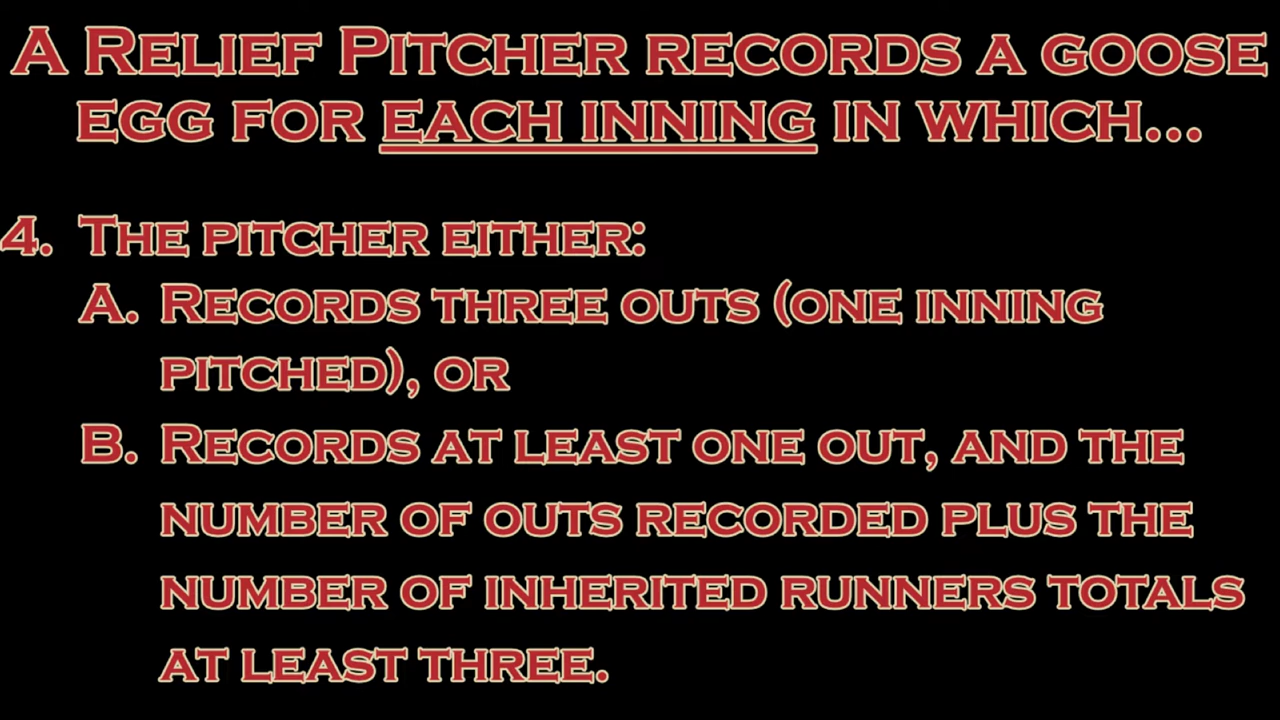 A Relief Pitcher records a goose
egg for each inning in which...
4. The pitcher either:
A. Records three outs (one inning
pitched), or
B. Records at least one out, and the
number of outs recorded plus the
number of inherited runners totals
at least three.